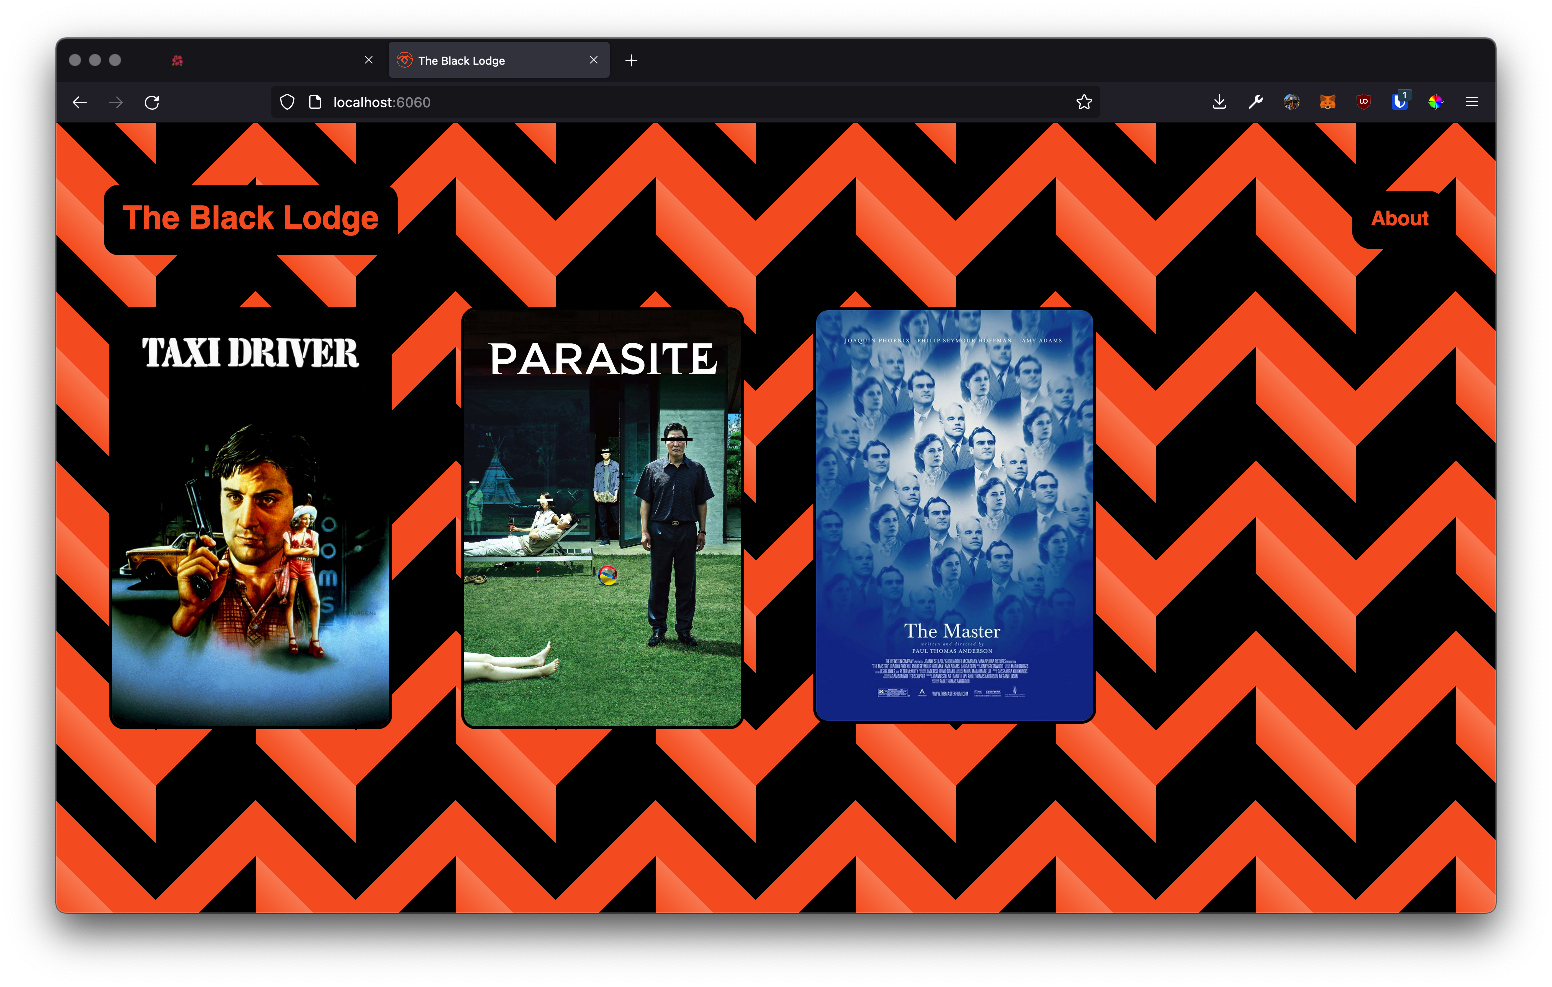 The Black Lodge
localhost:6060
1
The Black Lodge
About
TAXI DRIVER
PARASITE
JOAQUIN PHOENIX PHILIP SEYMOUR HOFFMAN AMY ADAMS
The Master
written and directed by
PAUL THOMAS ANDERSON